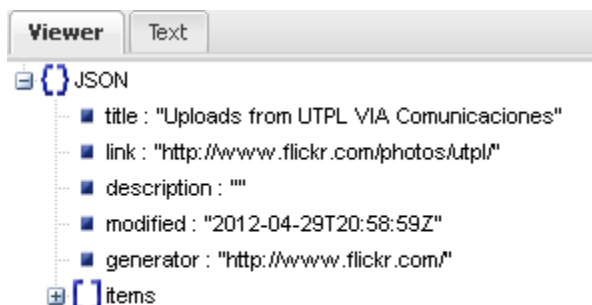 Viewer Text
{} JSON
title : "Uploads from UTPL VIA Comunicaciones"
link : "http://www.flickr.com/photos/utpl/"
description : ""
modified : "2012-04-29T20:58:59Z"
generator : "http://www.flickr.com/"
[] items